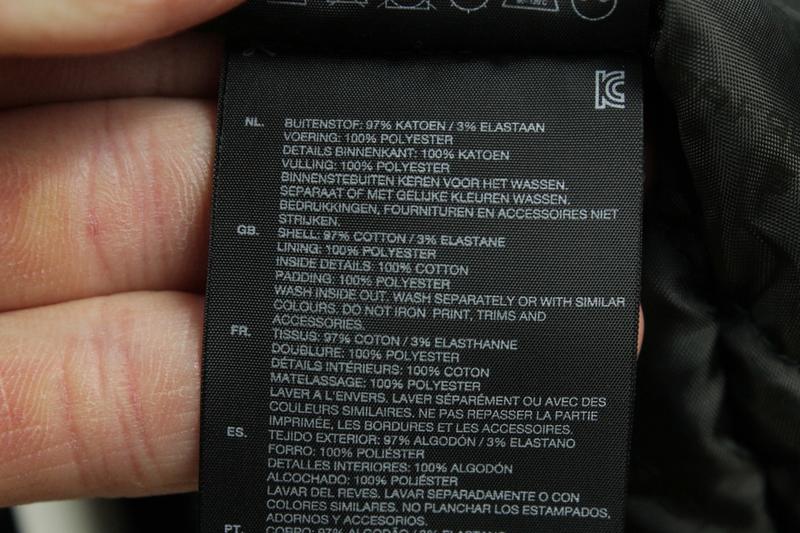 NL. BUITENSTOF: 97% KATOEN / 3% ELASTAAN
VOERING: 100% POLYESTER
DETAILS BINNENKANT: 100% KATOEN
VULLING: 100% POLYESTER
BINNENSTEBUITEN KEREN VOOR HET WASSEN.
SEPARAAT OF MET GELIJKE KLEUREN WASSEN.
BEDRUKKINGEN, FOURNITUREN EN ACCESSOIRES NIET
STRIJKEN.
GB. SHELL: 97% COTTON / 3% ELASTANE
LINING: 100% POLYESTER
INSIDE DETAILS: 100% COTTON
PADDING: 100% POLYESTER
WASH INSIDE OUT. WASH SEPARATELY OR WITH SIMILAR
COLOURS. DO NOT IRON PRINT, TRIMS AND
ACCESSORIES.
FR. TISSUS: 97% COTON / 3% ELASTHANNE
DOUBLURE: 100% POLYESTER
DÉTAILS INTÉRIEURS: 100% COTON
MATELASSAGE: 100% POLYESTER
LAVER A L'ENVERS. LAVER SÉPARÉMENT OU AVEC DES
COULEURS SIMILAIRES. NE PAS REPASSER LA PARTIE
IMPRIMÉE, LES BORDURES ET LES ACCESSOIRES.
ES. TEJIDO EXTERIOR: 97% ALGODÓN / 3% ELASTANO
FORRO: 100% POLIÉSTER
DETALLES INTERIORES: 100% ALGODÓN
ALCOCHADO: 100% POLIÉSTER
LAVAR DEL REVES. LAVAR SEPARADAMENTE O CON
COLORES SIMILARES. NO PLANCHAR LOS ESTAMPADOS,
ADORNOS Y ACCESORIOS.
PT. CORPO: 97% ALGODÃO / 3% ELASTANO